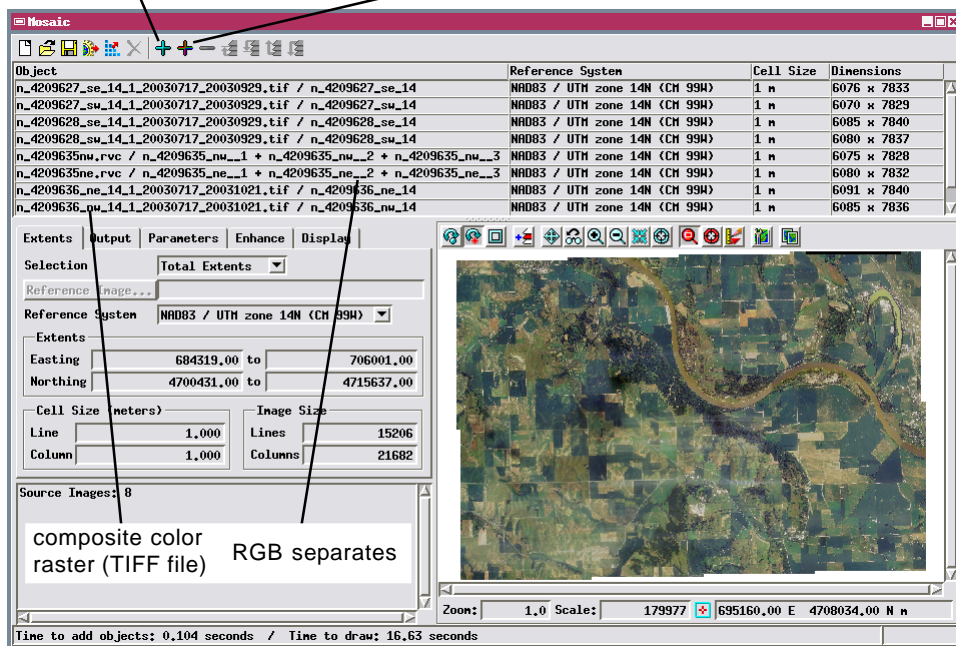 Mosaic
Object Reference System Cell Size Dimensions
n_4209627_se_14_1_20030717_20030929.tif / n_4209627_se_14 NAD83 / UTM zone 14N (CM 99W) 1 m 6076 x 7833
n_4209627_sw_14_1_20030717_20030929.tif / n_4209627_sw_14 NAD83 / UTM zone 14N (CM 99W) 1 m 6070 x 7829
n_4209628_se_14_1_20030717_20030929.tif / n_4209628_se_14 NAD83 / UTM zone 14N (CM 99W) 1 m 6085 x 7840
n_4209628_sw_14_1_20030717_20030929.tif / n_4209628_sw_14 NAD83 / UTM zone 14N (CM 99W) 1 m 6080 x 7837
n_4209635nw.rvc / n_4209635_nw__1 + n_4209635_nw__2 + n_4209635_nw__3 NAD83 / UTM zone 14N (CM 99W) 1 m 6075 x 7828
n_4209635ne.rvc / n_4209635_ne__1 + n_4209635_ne__2 + n_4209635_ne__3 NAD83 / UTM zone 14N (CM 99W) 1 m 6080 x 7832
n_4209636_ne_14_1_20030717_20031021.tif / n_4209636_ne_14 NAD83 / UTM zone 14N (CM 99W) 1 m 6091 x 7840
n_4209636_nw_14_1_20030717_20031021.tif / n_4209636_nw_14 NAD83 / UTM zone 14N (CM 99W) 1 m 6085 x 7836
Extents Output Parameters Enhance Display
Selection Total Extents
Reference Image...
Reference System NAD83 / UTM zone 14N (CM 99W)
Extents
Easting 684319.00 to 706001.00
Northing 4700431.00 to 4715637.00
Cell Size (meters) Image Size
Line 1.000 Lines 15206
Column 1.000 Columns 21682
Source Images: 8
composite color
raster (TIFF file)
RGB separates
Zoom: 1.0 Scale: 179977 695160.00 E 4708034.00 N m
Time to add objects: 0.104 seconds / Time to draw: 16.63 seconds